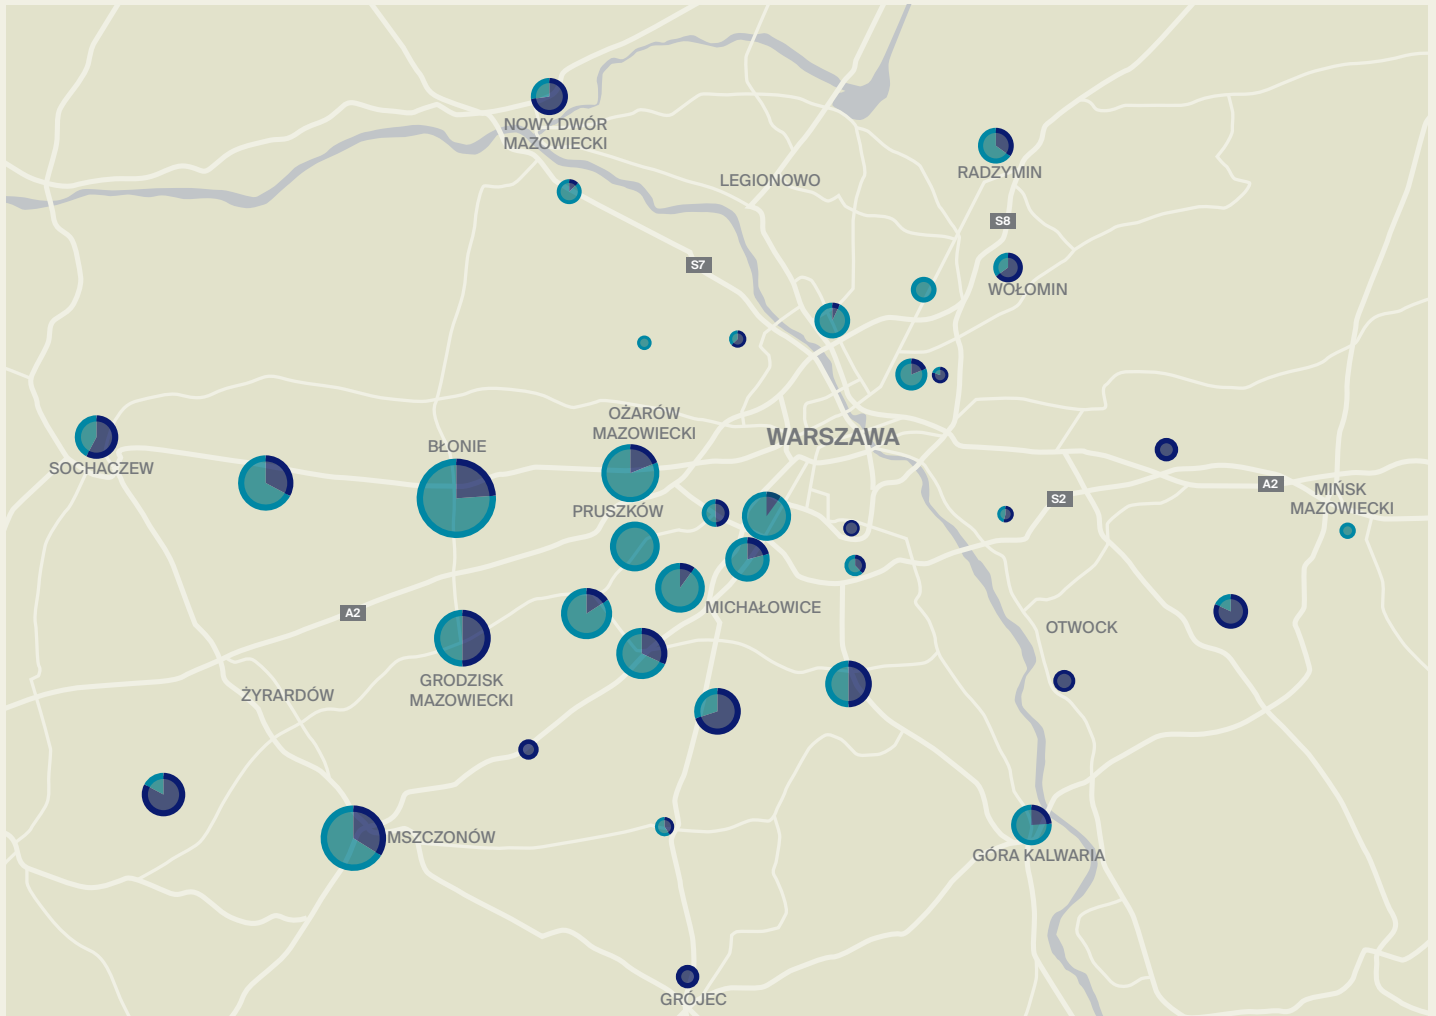 NOWY DWÓR
MAZOWIECKI
RADZYMIN
LEGIONOWO
S8
S7
WOŁOMIN
OŻARÓW
MAZOWIECKI
WARSZAWA
BŁONIE
SOCHACZEW
A2
MIŃSK
MAZOWIECKI
S2
PRUSZKÓW
A2
MICHAŁOWICE
OTWOCK
GRODZISK
MAZOWIECKI
ŻYRARDÓW
MSZCZONÓW
GÓRA KALWARIA
GRÓJEC